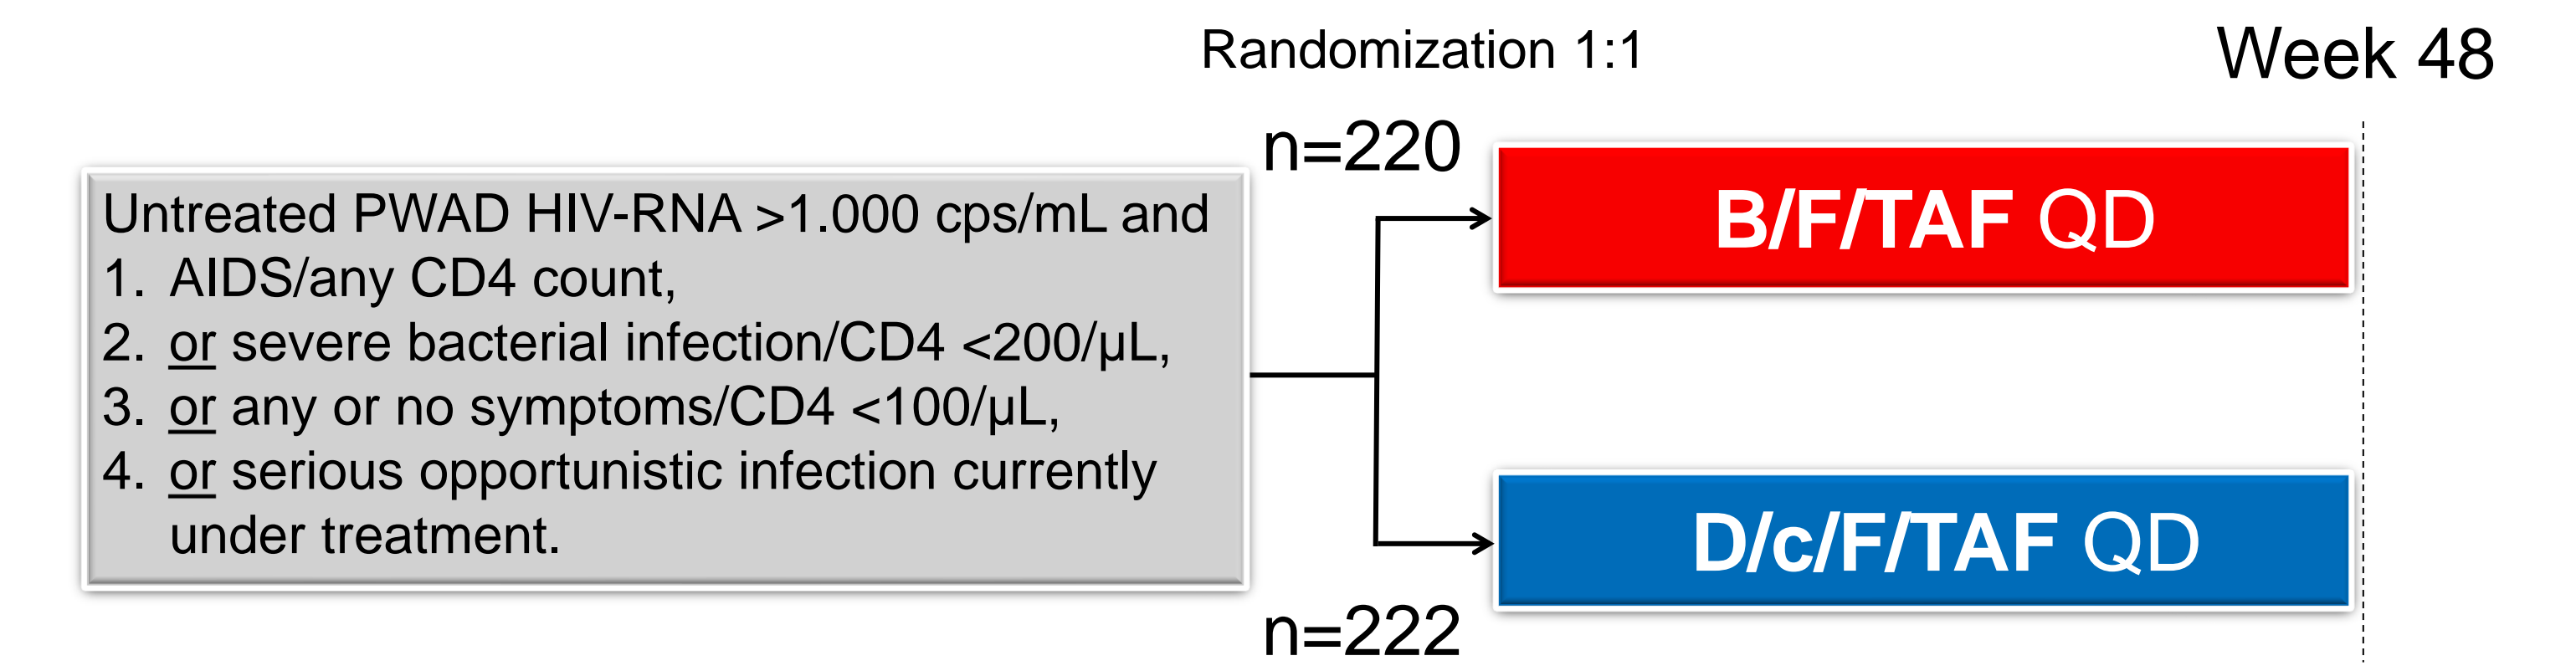 Randomization 1:1
Week 48
n=220
Untreated PWAD HIV-RNA >1.000 cps/mL and
1. AIDS/any CD4 count,
2. or severe bacterial infection/CD4 <200/µL,
3. or any or no symptoms/CD4 <100/µL,
4. or serious opportunistic infection currently
under treatment.
B/F/TAF QD
D/c/F/TAF QD
n=222